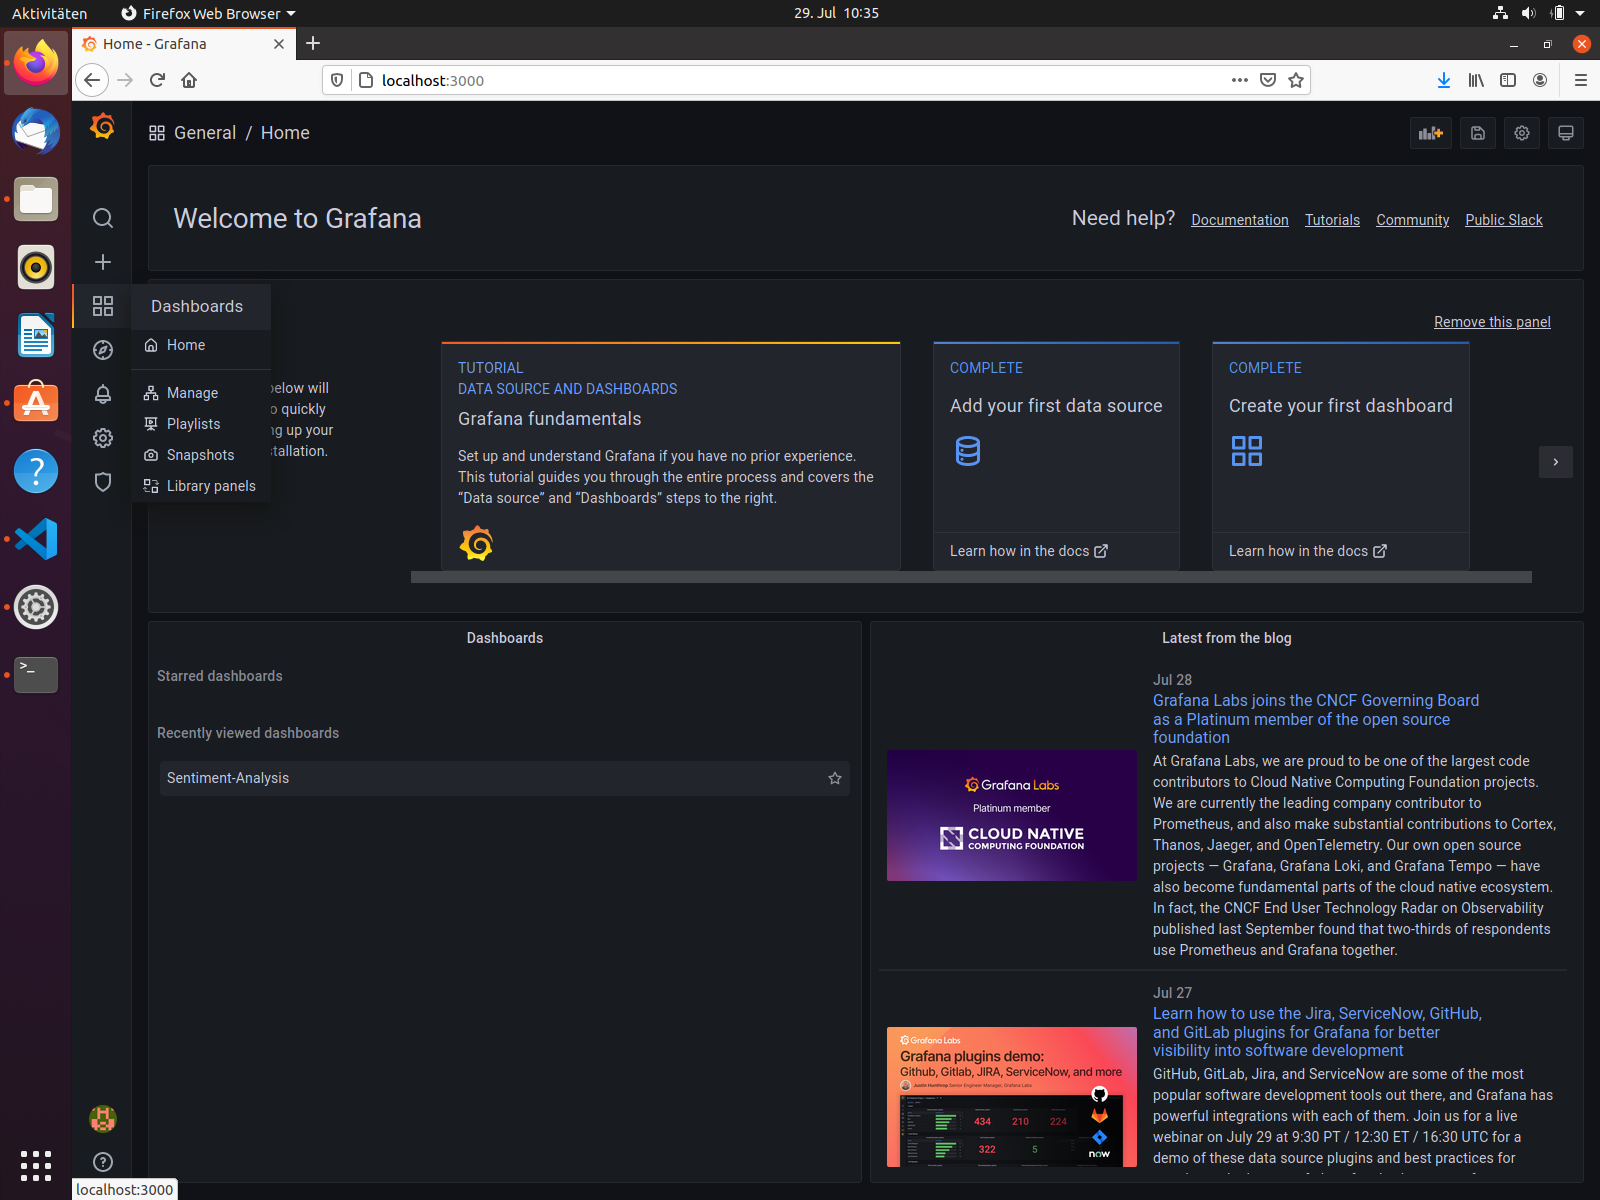 Aktivitäten
Firefox Web Browser
29. Jul 10:35
Home - Grafana
localhost:3000
General / Home
Welcome to Grafana
Need help?
Documentation
Tutorials
Community
Public Slack
Dashboards
Home
Manage
Playlists
Snapshots
Library panels
below will
quickly
up your
Remove this panel
TUTORIAL
DATA SOURCE AND DASHBOARDS
Grafana fundamentals
Set up and understand Grafana if you have no prior experience.
This tutorial guides you through the entire process and covers the
“Data source” and “Dashboards” steps to the right.
COMPLETE
Add your first data source
Learn how in the docs
COMPLETE
Create your first dashboard
Learn how in the docs
Dashboards
Starred dashboards
Recently viewed dashboards
Sentiment-Analysis
Latest from the blog
Grafana Labs
Platinum member
CLOUD NATIVE
COMPUTING FOUNDATION
Jul 28
Grafana Labs joins the CNCF Governing Board
as a Platinum member of the open source
foundation
At Grafana Labs, we are proud to be one of the largest code
contributors to Cloud Native Computing Foundation projects.
We are currently the leading company contributor to
Prometheus, and also make substantial contributions to Cortex,
Thanos, Jaeger, and OpenTelemetry. Our own open source
projects — Grafana, Grafana Loki, and Grafana Tempo — have
also become fundamental parts of the cloud native ecosystem.
In fact, the CNCF End User Technology Radar on Observability
published last September found that two-thirds of respondents
use Prometheus and Grafana together.
Grafana Labs
Grafana plugins demo:
Github, Gitlab, JIRA, ServiceNow, and more
Justin Hunthrop Senior Engineer Manager, Grafana Labs
434 210 224
322 5
now
Jul 27
Learn how to use the Jira, ServiceNow, GitHub,
and GitLab plugins for Grafana for better
visibility into software development
GitHub, GitLab, Jira, and ServiceNow are some of the most
popular software development tools out there, and Grafana has
powerful integrations with each of them. Join us for a live
webinar on July 29 at 9:30 PT / 12:30 ET / 16:30 UTC for a
demo of these data source plugins and best practices for
localhost:3000